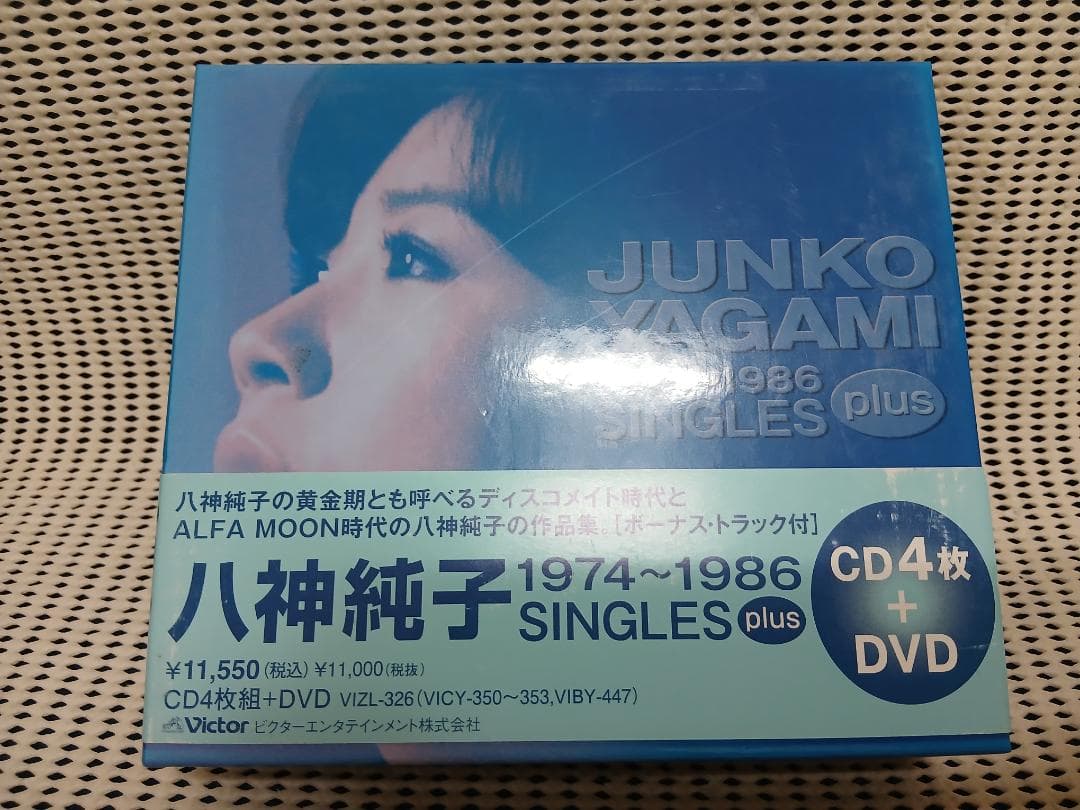 JUNKO
YAGAMI
1986
SINGLES plus
八神純子の黄金期とも呼べるディスコメイト時代と
ALFA MOON時代の八神純子の作品集。[ボーナス・トラック付]
八神純子 1974～1986
SINGLES plus
CD4枚
+
DVD
¥11,550(税込) ¥11,000(税抜)
CD4枚組+DVD VIZL-326(VICY-350～353,VIBY-447)
Victor ビクターエンタテインメント株式会社